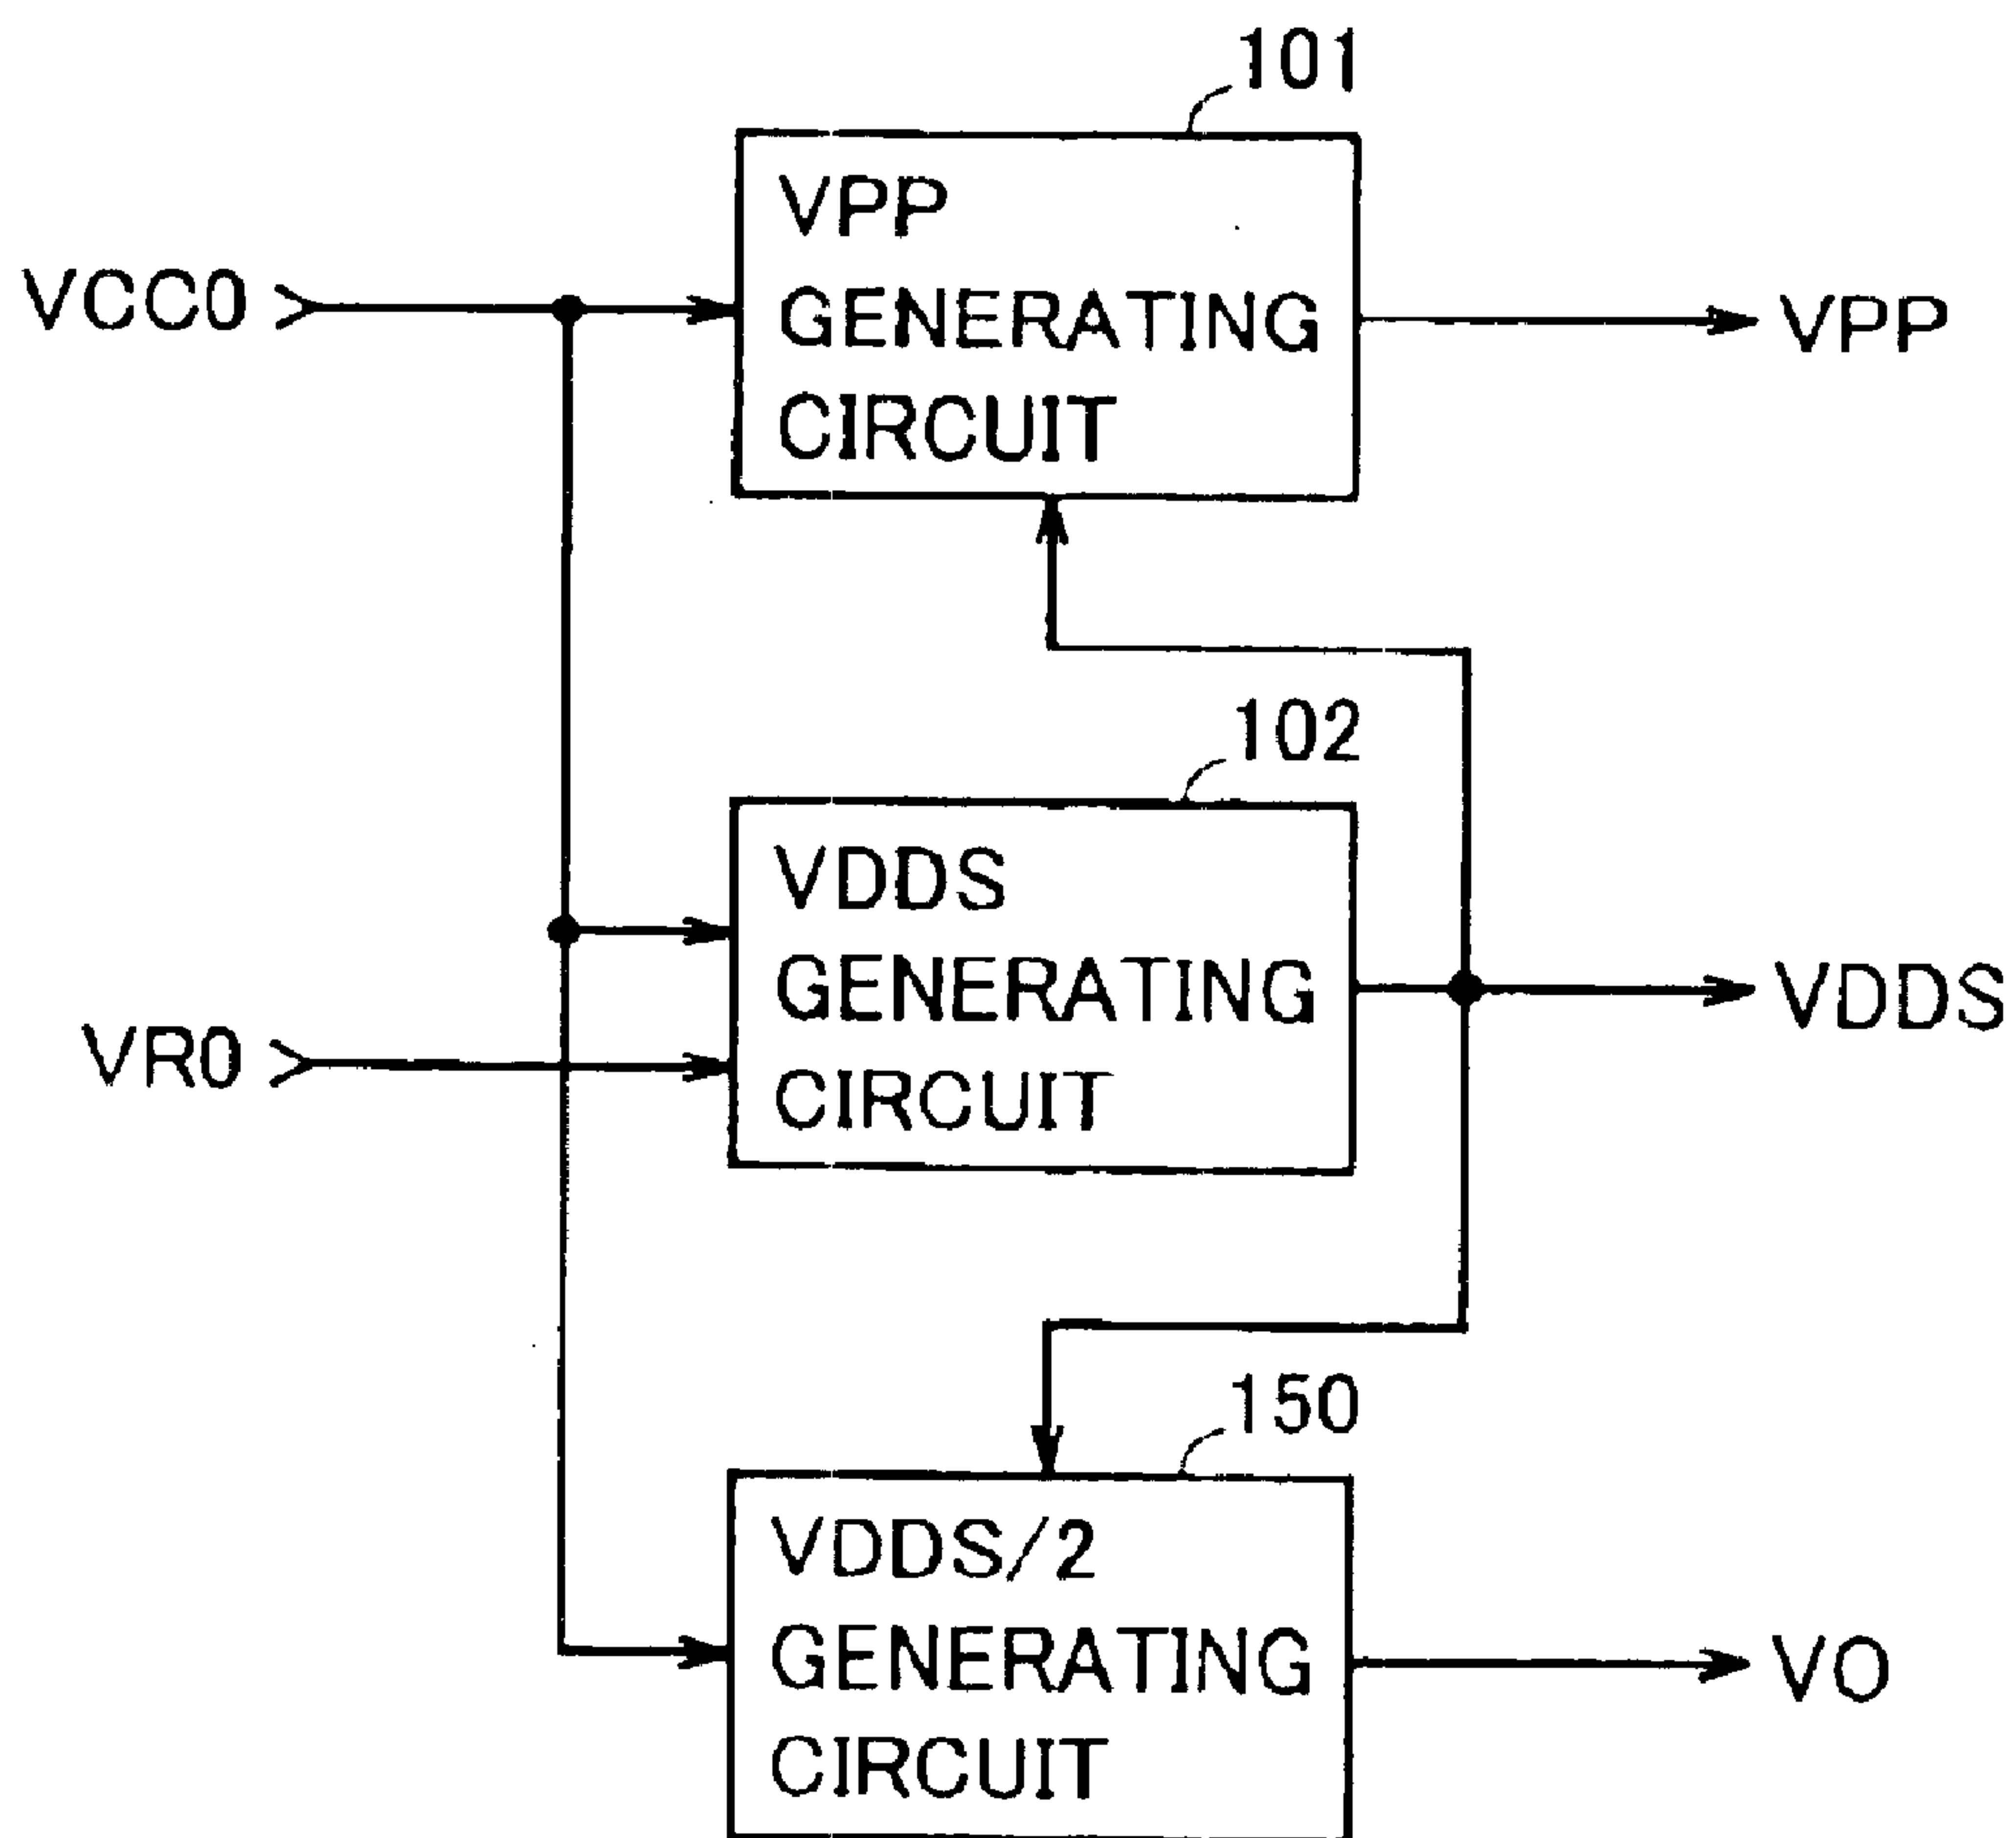 101
VPP
GENERATING
CIRCUIT
VCC0
VPP
102
VDDS
GENERATING
CIRCUIT
VR0
VDDS
150
VDDS/2
GENERATING
CIRCUIT
VO